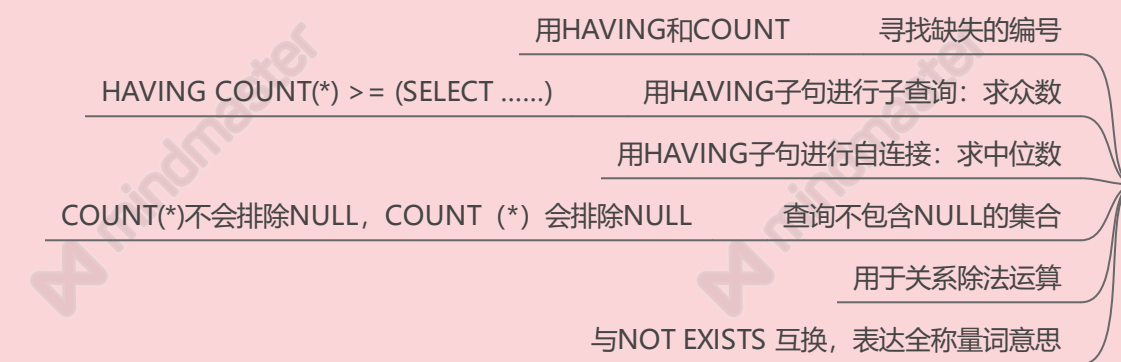 用HAVING和COUNT 寻找缺失的编号
HAVING COUNT(*) >= (SELECT ......) 用HAVING子句进行子查询：求众数
用HAVING子句进行自连接：求中位数
COUNT(*)不会排除NULL，COUNT（*）会排除NULL 查询不包含NULL的集合
用于关系除法运算
与NOT EXISTS 互换，表达全称量词意思
mindmaster
mindmaster